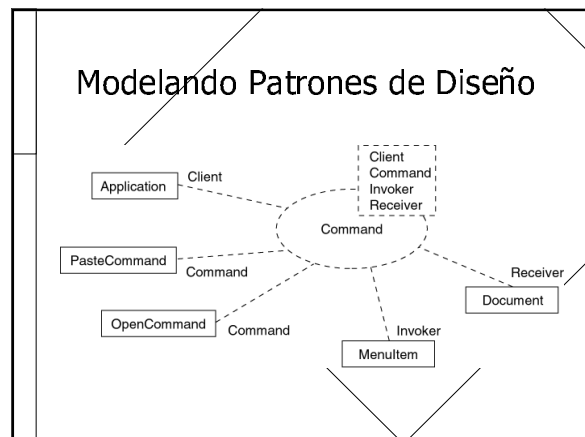 Modelando Patrones de Diseño
Client
Command
Invoker
Receiver
Application
Client
Command
PasteCommand
Command
OpenCommand
Command
Receiver
Document
Invoker
MenuItem